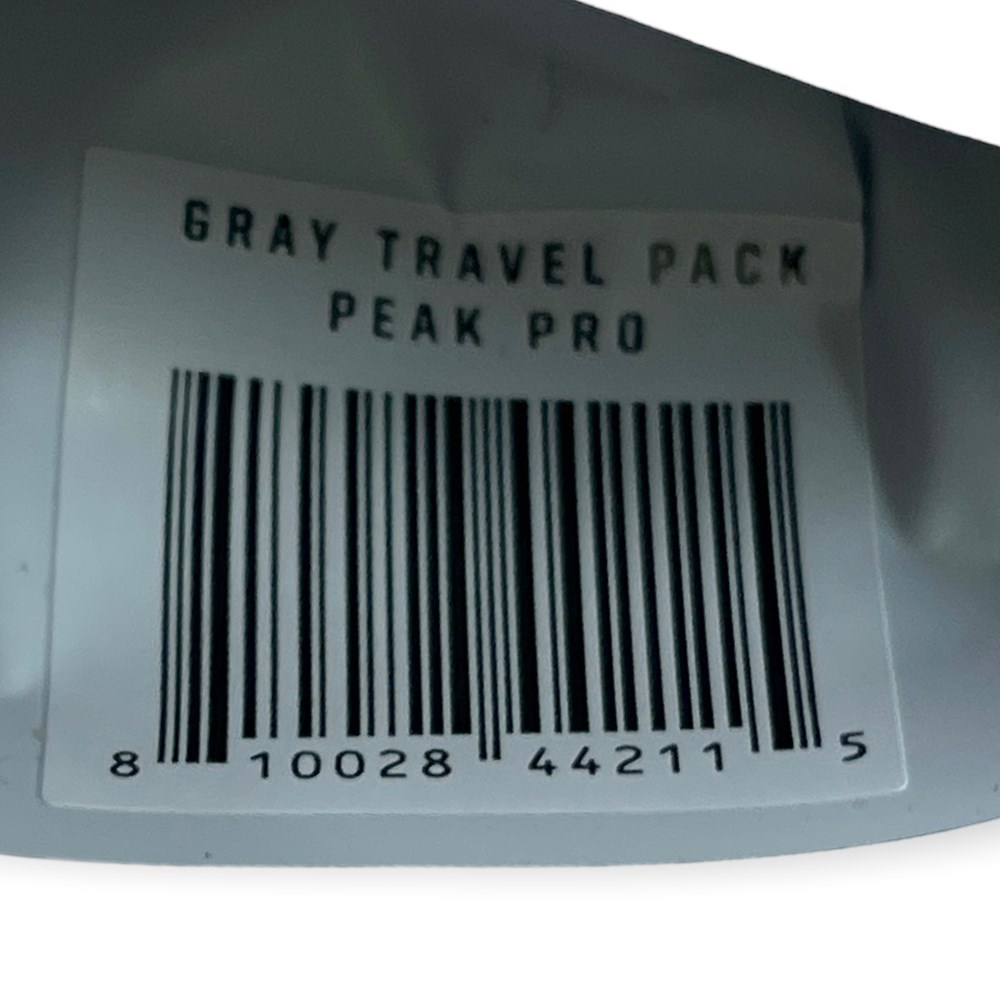 GRAY TRAVEL PACK
PEAK PRO
8 10028 44211 5